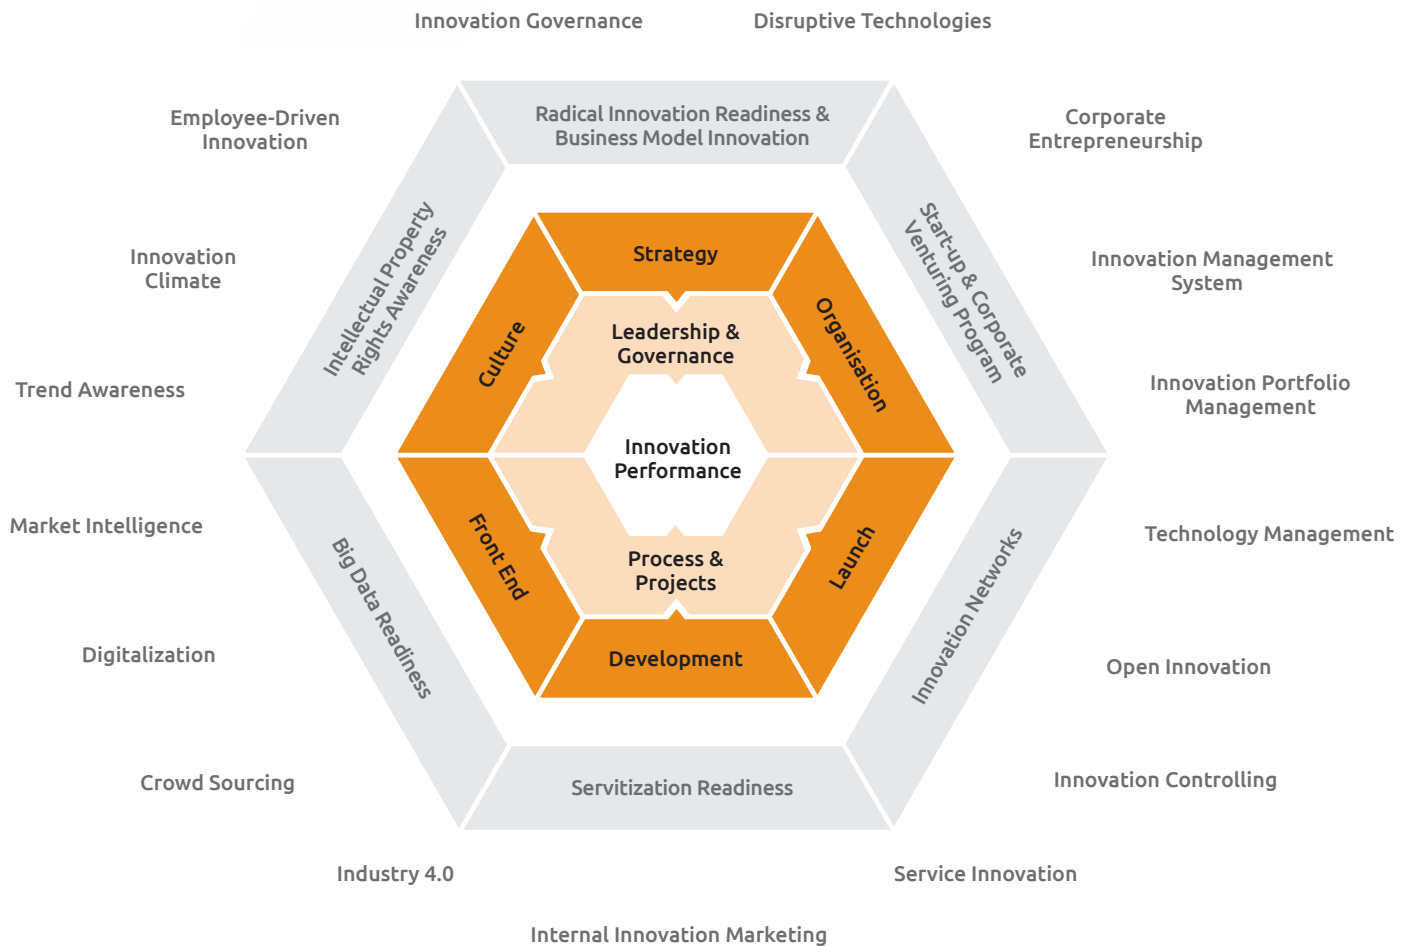 Innovation Governance
Disruptive Technologies
Employee-Driven
Innovation
Radical Innovation Readiness &
Business Model Innovation
Corporate
Entrepreneurship
Innovation
Climate
Intellectual Property
Rights Awareness
Strategy
Start-up & Corporate
Venturing Program
Innovation Management
System
Culture
Leadership &
Governance
Organisation
Trend Awareness
Innovation Portfolio
Management
Innovation
Performance
Market Intelligence
Big Data Readiness
Front End
Process &
Projects
Launch
Innovation Networks
Technology Management
Digitalization
Development
Open Innovation
Crowd Sourcing
Servitization Readiness
Innovation Controlling
Industry 4.0
Service Innovation
Internal Innovation Marketing